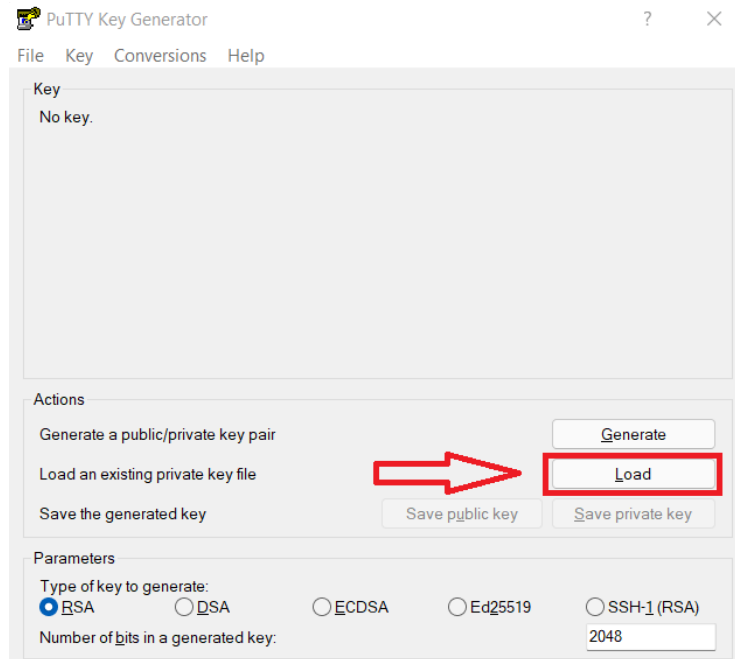 PuTTY Key Generator ?
File Key Conversions Help
Key
No key.
Actions
Generate a public/private key pair Generate
Load an existing private key file Load
Save the generated key Save public key Save private key
Parameters
Type of key to generate:
RSA DSA ECDSA Ed25519 SSH-1 (RSA)
Number of bits in a generated key: 2048